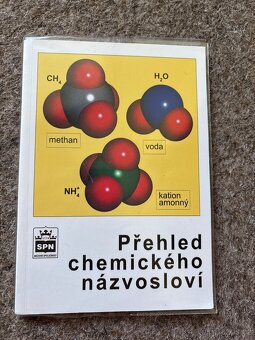 CH₄
H₂O
methan
voda
NH₄⁺
kation
amonný
SPN
Přehled
chemického
názvosloví